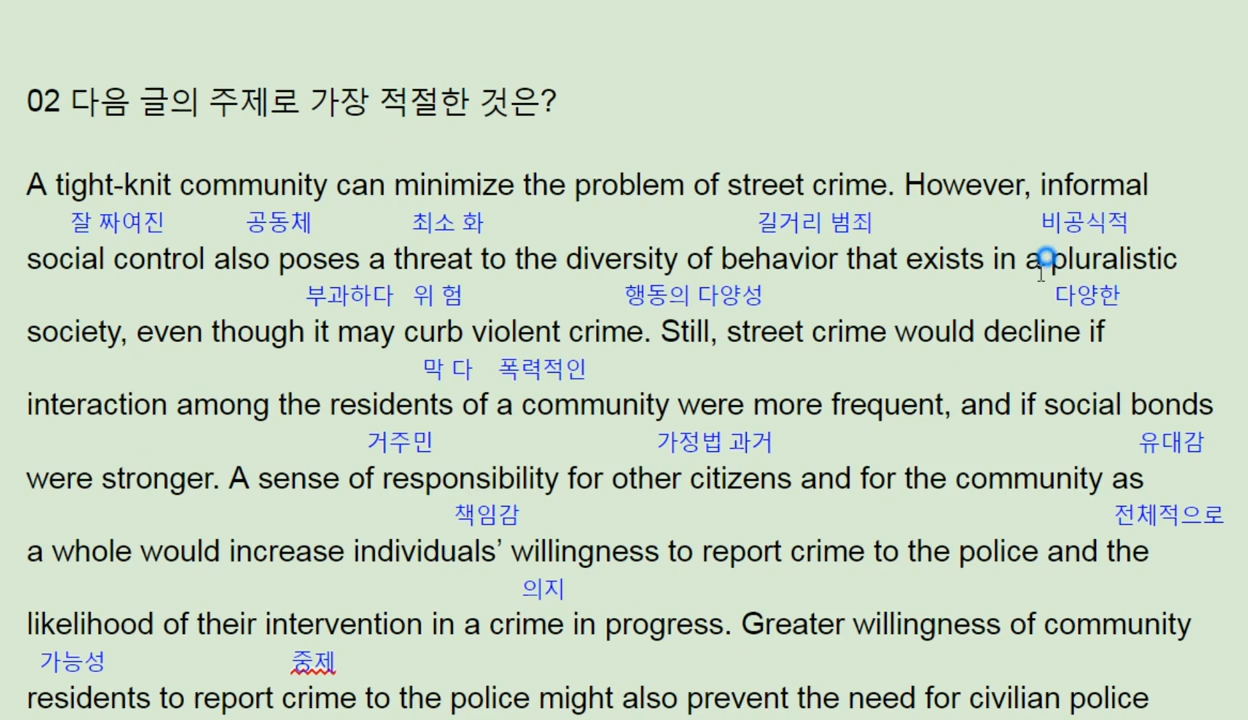 02 다음 글의 주제로 가장 적절한 것은?
A tight-knit community can minimize the problem of street crime. However, informal
잘 짜여진 공동체 최소 화 길거리 범죄 비공식적
social control also poses a threat to the diversity of behavior that exists in a pluralistic
부과하다 위 험 행동의 다양성 다양한
society, even though it may curb violent crime. Still, street crime would decline if
막 다 폭력적인
interaction among the residents of a community were more frequent, and if social bonds
거주민 가정법 과거 유대감
were stronger. A sense of responsibility for other citizens and for the community as
책임감 전체적으로
a whole would increase individuals’ willingness to report crime to the police and the
의지
likelihood of their intervention in a crime in progress. Greater willingness of community
가능성 중제
residents to report crime to the police might also prevent the need for civilian police